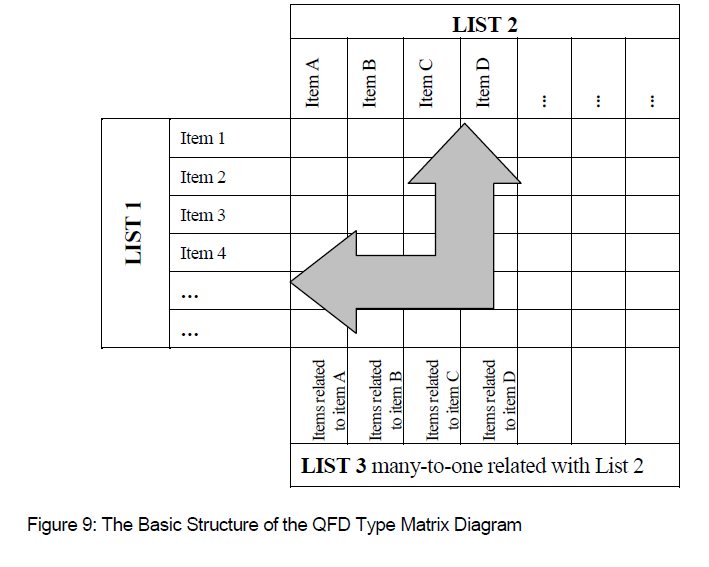 LIST 2
Item A
Item B
Item C
Item D
...
...
...
LIST 1
Item 1
Item 2
Item 3
Item 4
...
...
Items related
to item A
Items related
to item B
Items related
to item C
Items related
to item D
LIST 3 many-to-one related with List 2
Figure 9: The Basic Structure of the QFD Type Matrix Diagram